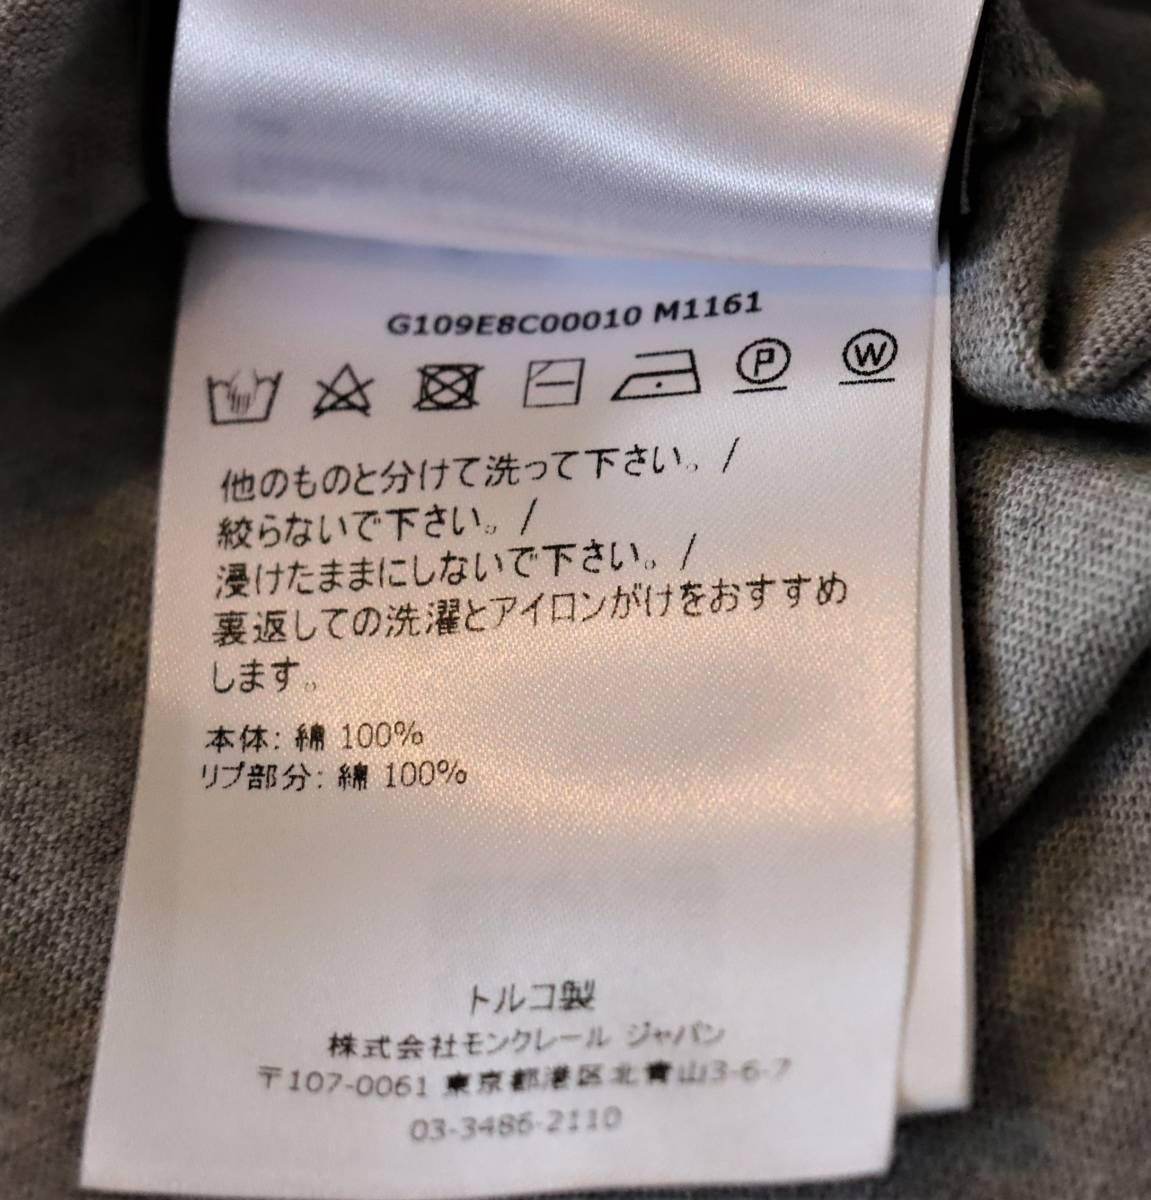 G109E8C00010 M1161
P W
他のものと分けて洗って下さい。/
絞らないで下さい。/
浸けたままにしないで下さい。/
裏返しての洗濯とアイロンがけをおすすめ
します。
本体: 綿 100%
リブ部分: 綿 100%
トルコ製
株式会社モンクレール ジャパン
〒107-0061 東京都港区北青山3-6-7
03-3486-2110